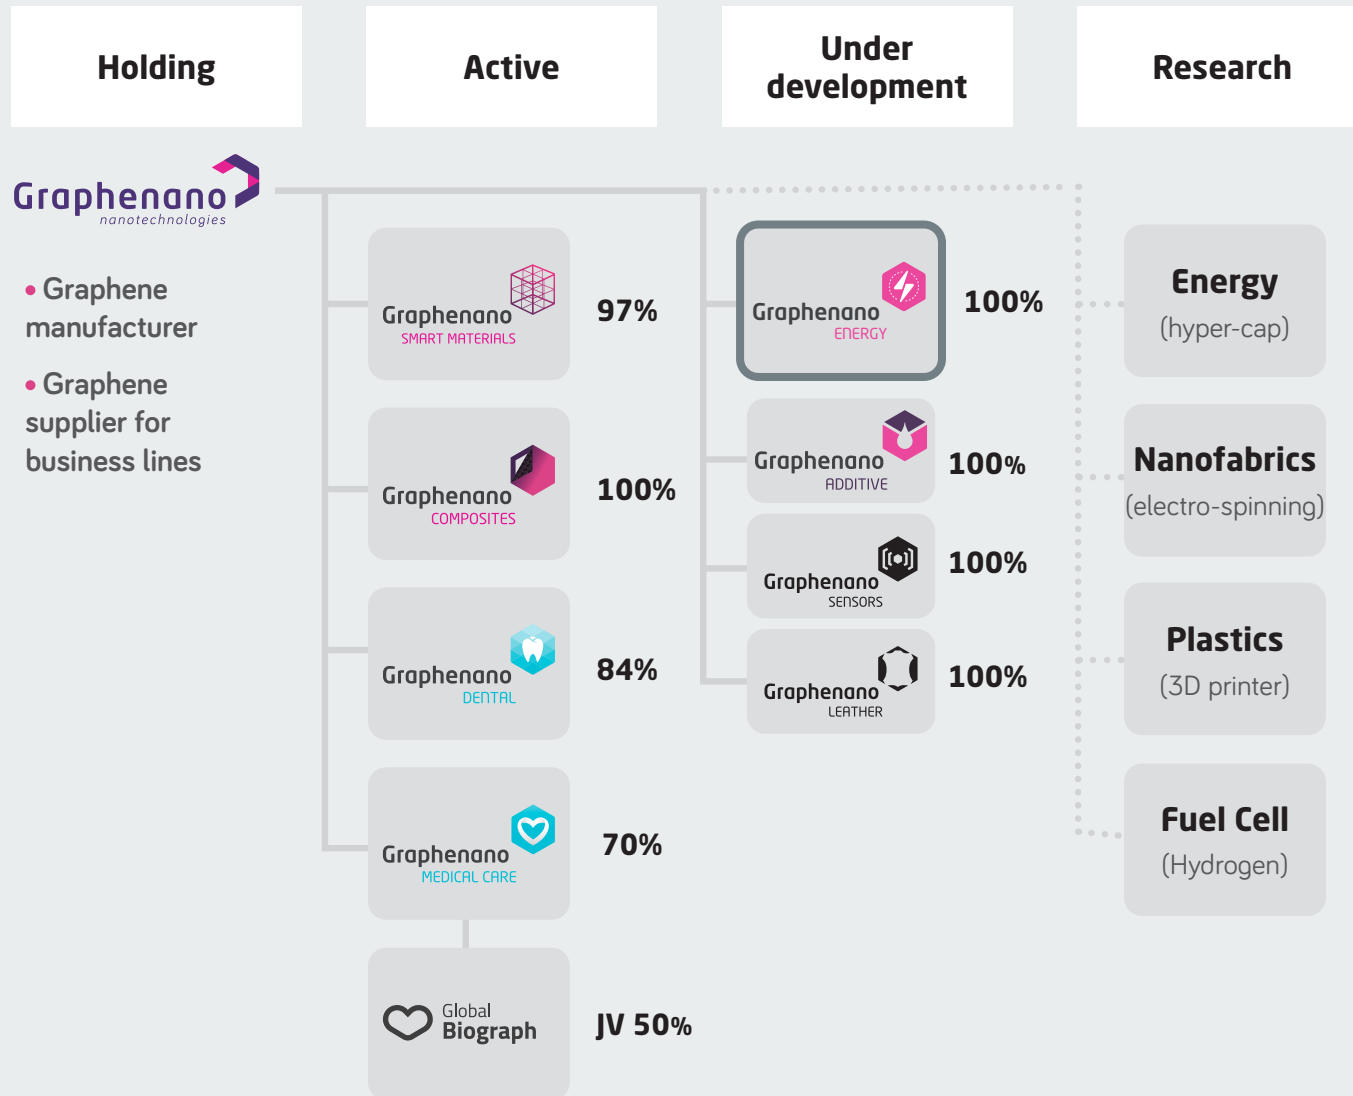 Holding
Active
Under
development
Research
Graphenano
nanotechnologies
• Graphene
manufacturer
• Graphene
supplier for
business lines
Graphenano
SMART MATERIALS
97%
Graphenano
COMPOSITES
100%
Graphenano
DENTAL
84%
Graphenano
MEDICAL CARE
70%
Global
Biograph
JV 50%
Graphenano
ENERGY
100%
Graphenano
ADDITIVE
100%
Graphenano
SENSORS
100%
Graphenano
LEATHER
100%
Energy
(hyper-cap)
Nanofabrics
(electro-spinning)
Plastics
(3D printer)
Fuel Cell
(Hydrogen)